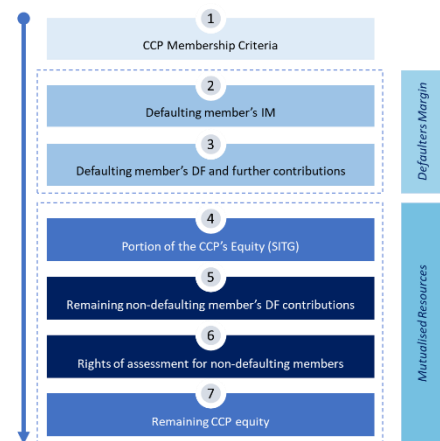 1
CCP Membership Criteria
2
Defaulting member's IM
3
Defaulting member's DF and further contributions
Defaulters Margin
4
Portion of the CCP's Equity (SITG)
5
Remaining non-defaulting member's DF contributions
6
Rights of assessment for non-defaulting members
7
Remaining CCP equity
Mutualised Resources